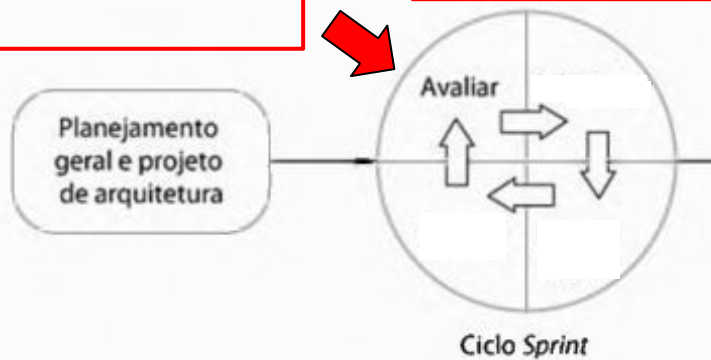 Avaliar
Planejamento
geral e projeto
de arquitetura
Ciclo Sprint